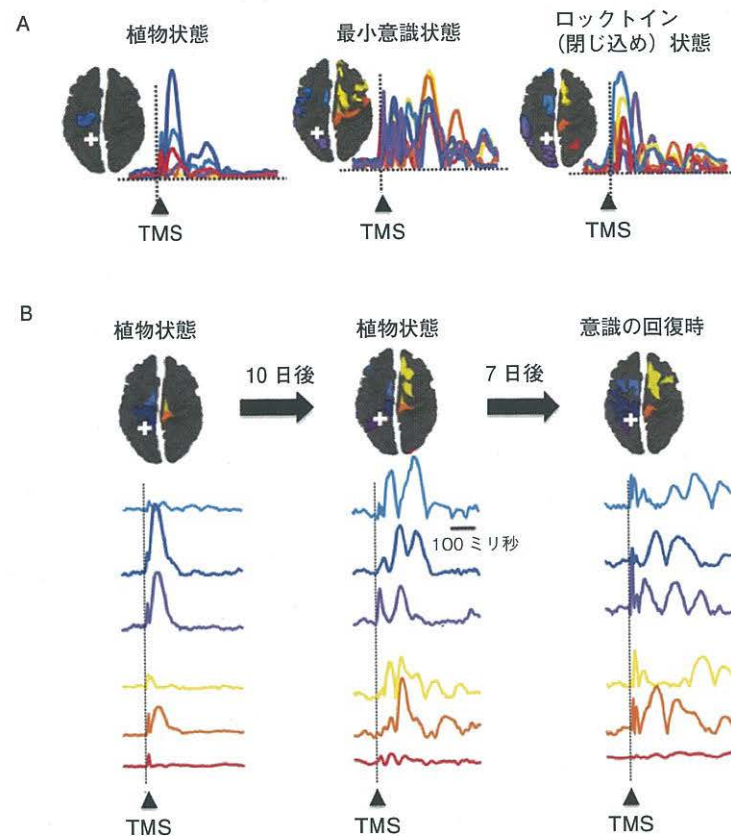 A
植物状態
最小意識状態
ロックトイン
（閉じ込め）状態
TMS
TMS
TMS
B
植物状態
10 日後
植物状態
7 日後
意識の回復時
100 ミリ秒
TMS
TMS
TMS